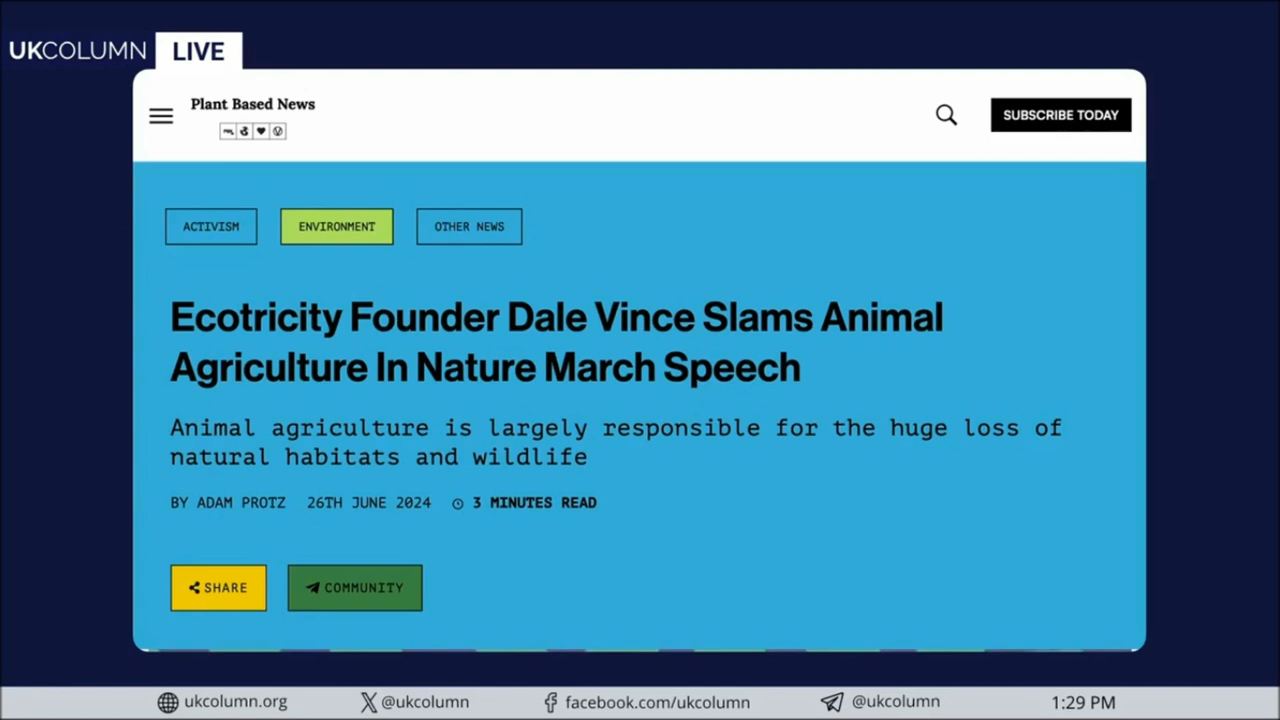 UKCOLUMN LIVE
Plant Based News
SUBSCRIBE TODAY
ACTIVISM
ENVIRONMENT
OTHER NEWS
Ecotricity Founder Dale Vince Slams Animal
Agriculture In Nature March Speech
Animal agriculture is largely responsible for the huge loss of
natural habitats and wildlife
BY ADAM PROTZ 26TH JUNE 2024 3 MINUTES READ
SHARE
COMMUNITY
ukcolumn.org
@ukcolumn
facebook.com/ukcolumn
@ukcolumn
1:29 PM